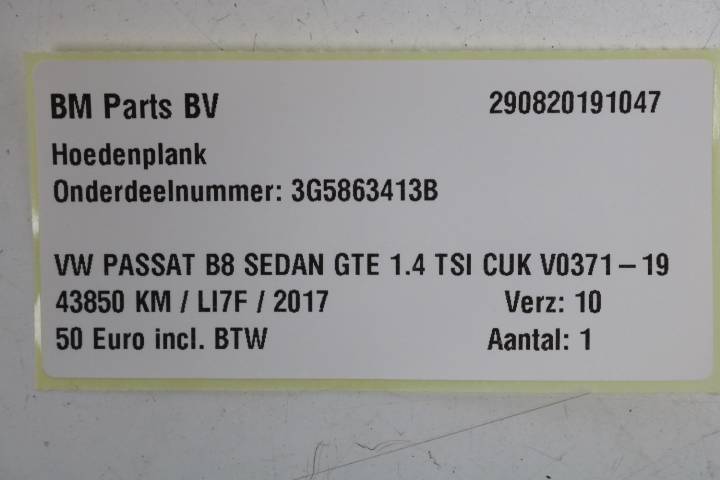 BM Parts BV 290820191047
Hoedenplank
Onderdeelnummer: 3G5863413B
VW PASSAT B8 SEDAN GTE 1.4 TSI CUK V0371-19
43850 KM / LI7F / 2017 Verz: 10
50 Euro incl. BTW Aantal: 1